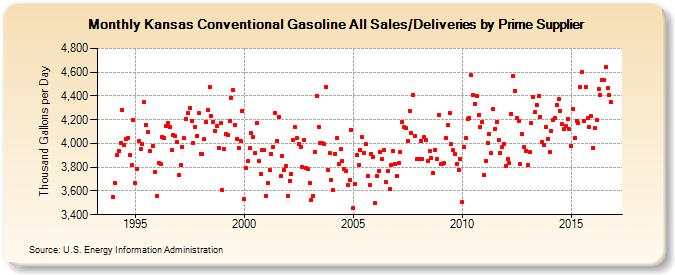 Monthly Kansas Conventional Gasoline All Sales/Deliveries by Prime Supplier
Thousand Gallons per Day
4,800
4,600
4,400
4,200
4,000
3,800
3,600
3,400
1995 2000 2005 2010 2015
Source: U.S. Energy Information Administration